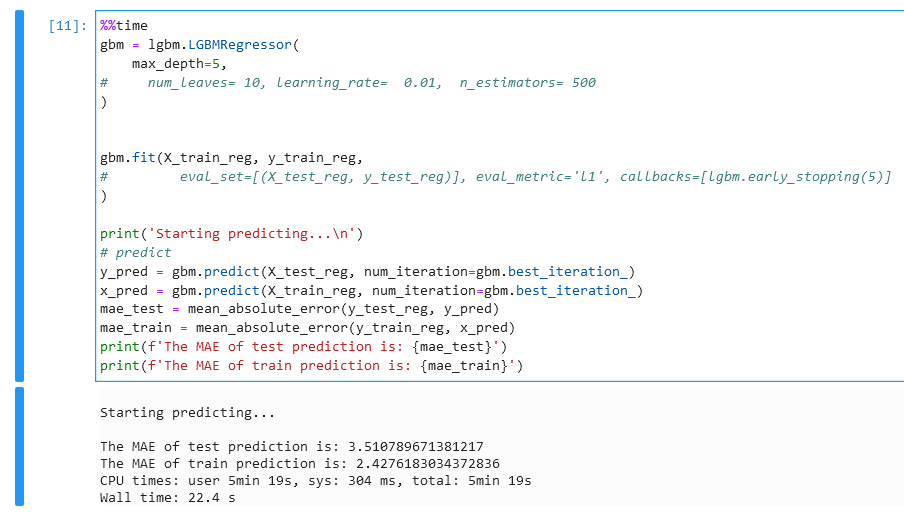 [11]: %%time
gbm = lgbm.LGBMRegressor(
    max_depth=5,
#     num_leaves= 10, learning_rate=  0.01,  n_estimators= 500
)
gbm.fit(X_train_reg, y_train_reg,
#         eval_set=[(X_test_reg, y_test_reg)], eval_metric='l1', callbacks=[lgbm.early_stopping(5)]
)
print('Starting predicting...\n')
# predict
y_pred = gbm.predict(X_test_reg, num_iteration=gbm.best_iteration_)
x_pred = gbm.predict(X_train_reg, num_iteration=gbm.best_iteration_)
mae_test = mean_absolute_error(y_test_reg, y_pred)
mae_train = mean_absolute_error(y_train_reg, x_pred)
print(f'The MAE of test prediction is: {mae_test}')
print(f'The MAE of train prediction is: {mae_train}')
Starting predicting...
The MAE of test prediction is: 3.510789671381217
The MAE of train prediction is: 2.4276183034372836
CPU times: user 5min 19s, sys: 304 ms, total: 5min 19s
Wall time: 22.4 s